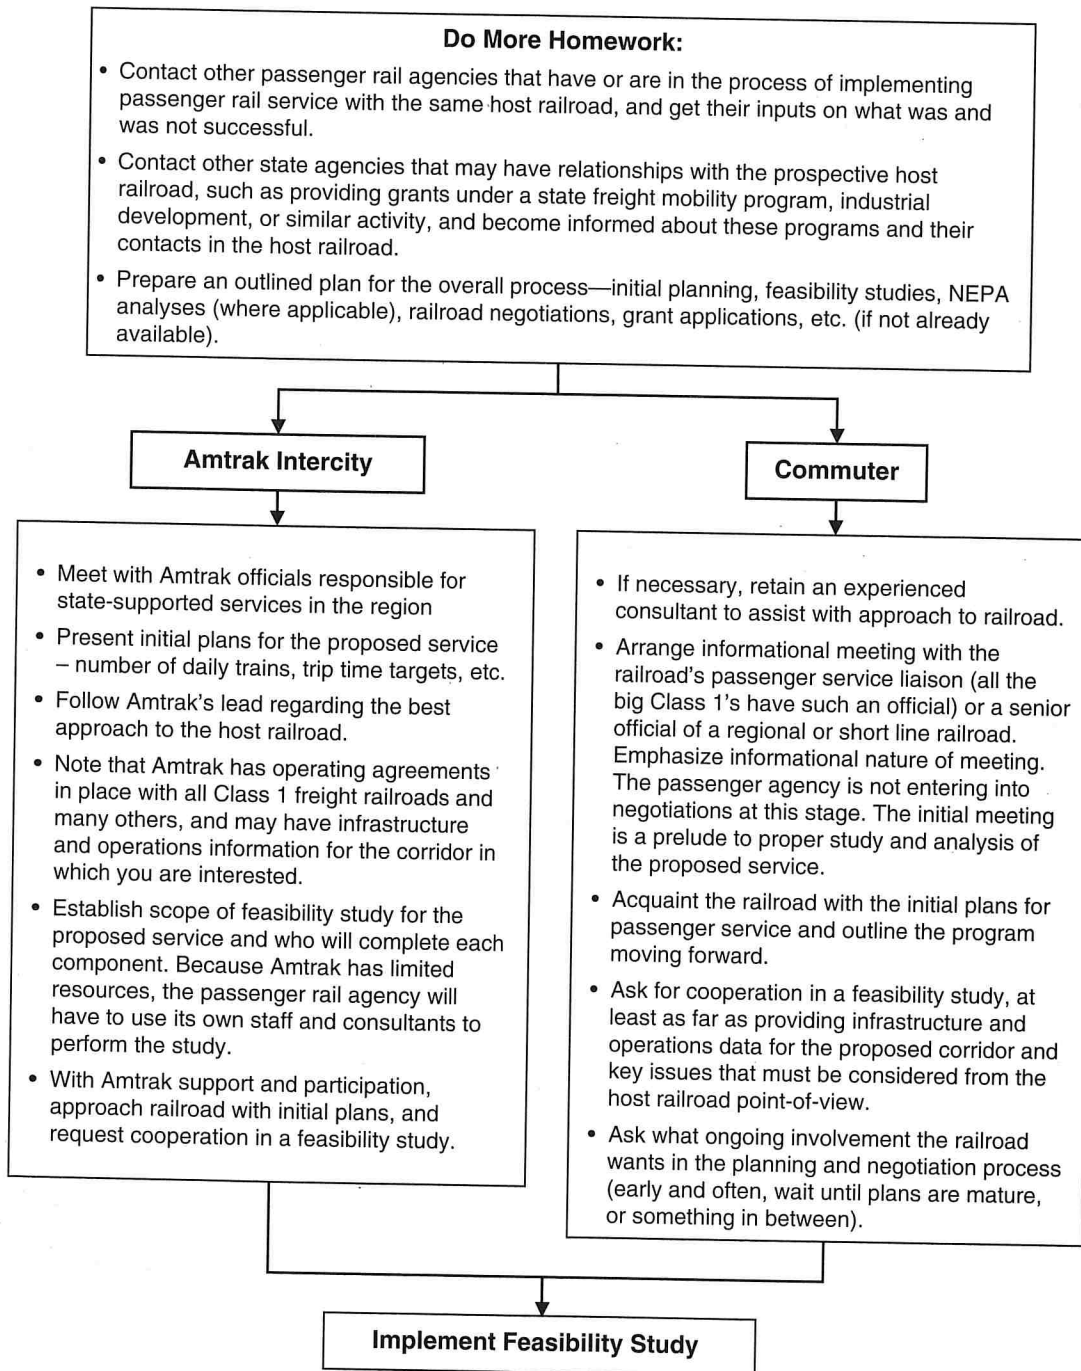 Do More Homework:
• Contact other passenger rail agencies that have or are in the process of implementing
passenger rail service with the same host railroad, and get their inputs on what was and
was not successful.
• Contact other state agencies that may have relationships with the prospective host
railroad, such as providing grants under a state freight mobility program, industrial
development, or similar activity, and become informed about these programs and their
contacts in the host railroad.
• Prepare an outlined plan for the overall process—initial planning, feasibility studies, NEPA
analyses (where applicable), railroad negotiations, grant applications, etc. (if not already
available).
Amtrak Intercity
• Meet with Amtrak officials responsible for
state-supported services in the region
• Present initial plans for the proposed service
– number of daily trains, trip time targets, etc.
• Follow Amtrak's lead regarding the best
approach to the host railroad.
• Note that Amtrak has operating agreements
in place with all Class 1 freight railroads and
many others, and may have infrastructure
and operations information for the corridor in
which you are interested.
• Establish scope of feasibility study for the
proposed service and who will complete each
component. Because Amtrak has limited
resources, the passenger rail agency will
have to use its own staff and consultants to
perform the study.
• With Amtrak support and participation,
approach railroad with initial plans, and
request cooperation in a feasibility study.
Commuter
• If necessary, retain an experienced
consultant to assist with approach to railroad.
• Arrange informational meeting with the
railroad's passenger service liaison (all the
big Class 1's have such an official) or a senior
official of a regional or short line railroad.
Emphasize informational nature of meeting.
The passenger agency is not entering into
negotiations at this stage. The initial meeting
is a prelude to proper study and analysis of
the proposed service.
• Acquaint the railroad with the initial plans for
passenger service and outline the program
moving forward.
• Ask for cooperation in a feasibility study, at
least as far as providing infrastructure and
operations data for the proposed corridor and
key issues that must be considered from the
host railroad point-of-view.
• Ask what ongoing involvement the railroad
wants in the planning and negotiation process
(early and often, wait until plans are mature,
or something in between).
Implement Feasibility Study